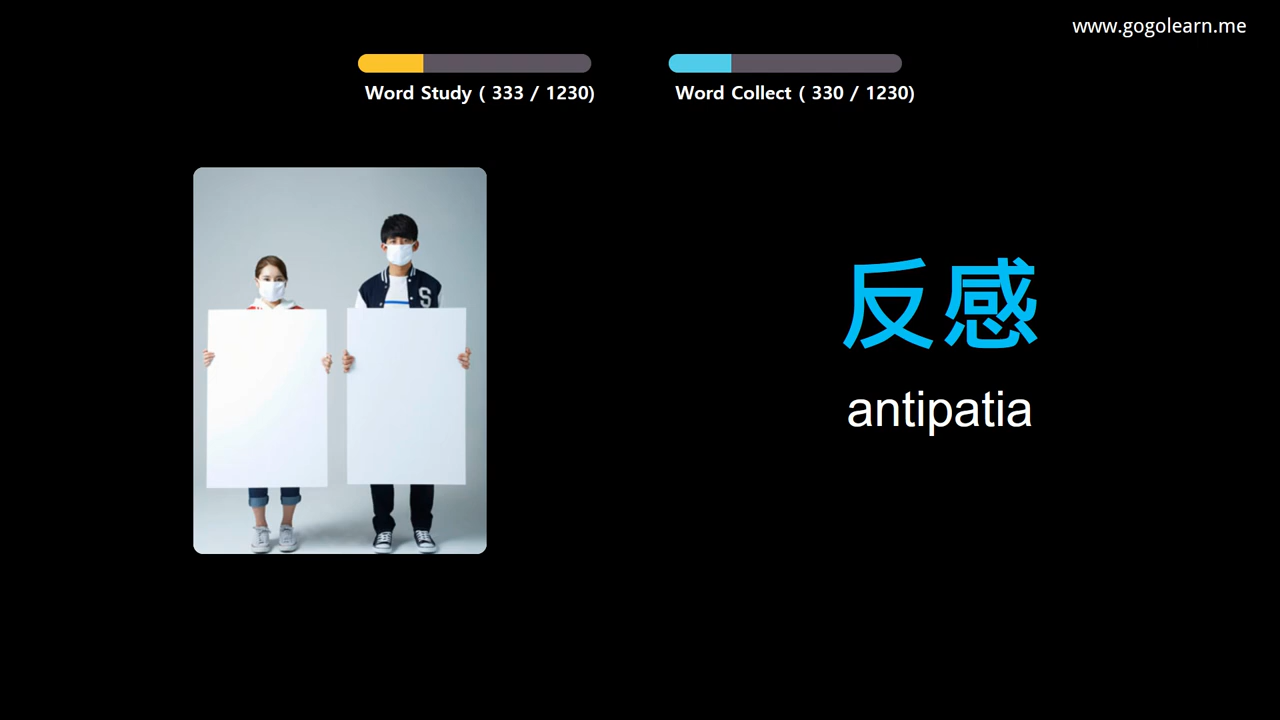 www.gogolearn.me
Word Study ( 333 / 1230)
Word Collect ( 330 / 1230)
S
反感
antipatia